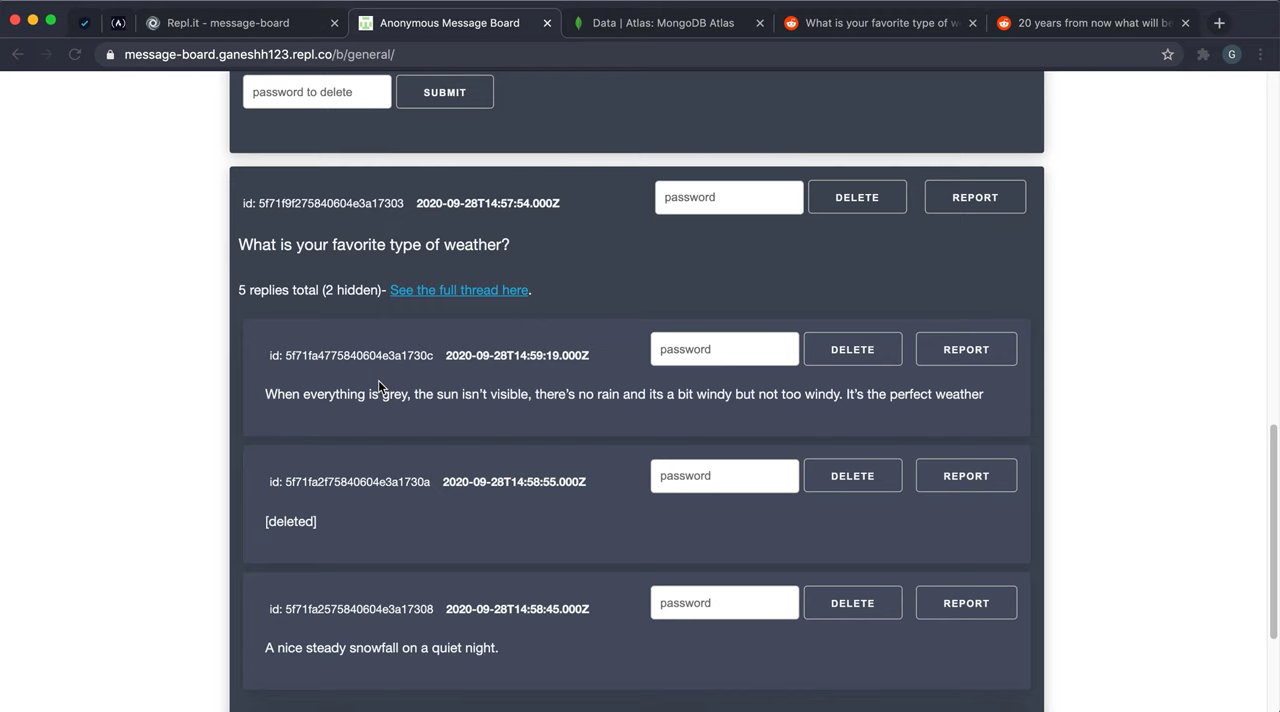 Repl.it - message-board
Anonymous Message Board
Data | Atlas: MongoDB Atlas
What is your favorite type of w
20 years from now what will be
message-board.ganeshh123.repl.co/b/general/
G
password to delete
SUBMIT
id: 5f71f9f275840604e3a17303 2020-09-28T14:57:54.000Z
password
DELETE
REPORT
What is your favorite type of weather?
5 replies total (2 hidden)- See the full thread here.
id: 5f71fa4775840604e3a1730c 2020-09-28T14:59:19.000Z
password
DELETE
REPORT
When everything is grey, the sun isn’t visible, there’s no rain and its a bit windy but not too windy. It’s the perfect weather
id: 5f71fa2f75840604e3a1730a 2020-09-28T14:58:55.000Z
password
DELETE
REPORT
[deleted]
id: 5f71fa2575840604e3a17308 2020-09-28T14:58:45.000Z
password
DELETE
REPORT
A nice steady snowfall on a quiet night.